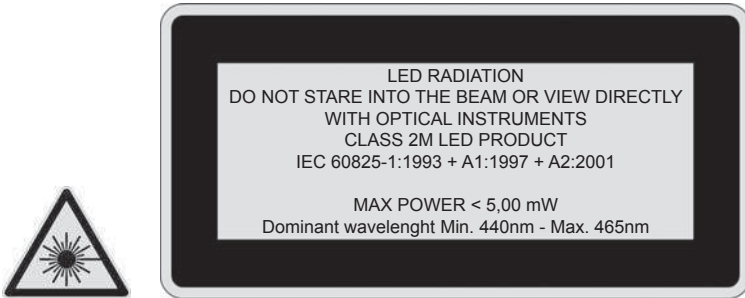 LED RADIATION
DO NOT STARE INTO THE BEAM OR VIEW DIRECTLY
WITH OPTICAL INSTRUMENTS
CLASS 2M LED PRODUCT
IEC 60825-1:1993 + A1:1997 + A2:2001
MAX POWER < 5,00 mW
Dominant wavelenght Min. 440nm - Max. 465nm